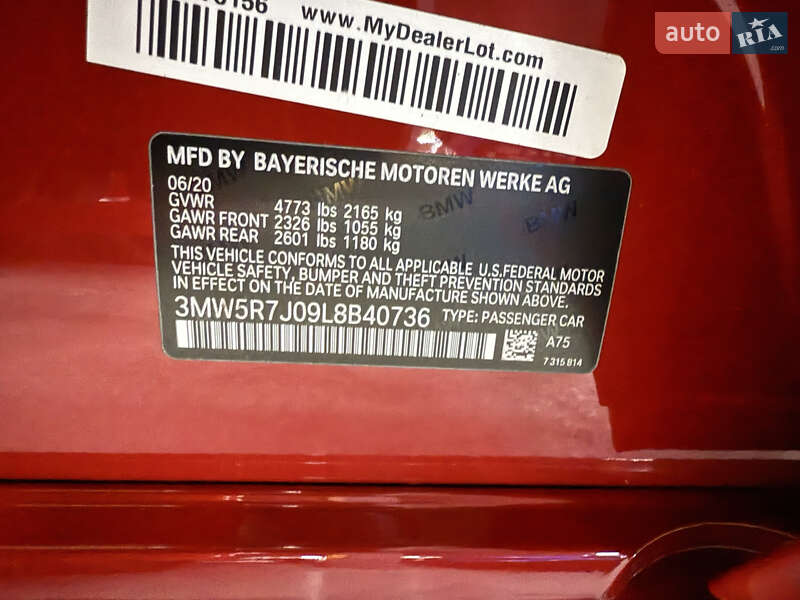 www.MyDealerLot.com
auto RIA
MFD BY BAYERISCHE MOTOREN WERKE AG
06/20
GVWR 4773 lbs 2165 kg
GAWR FRONT 2326 lbs 1055 kg
GAWR REAR 2601 lbs 1180 kg
THIS VEHICLE CONFORMS TO ALL APPLICABLE U.S.FEDERAL MOTOR
VEHICLE SAFETY, BUMPER AND THEFT PREVENTION STANDARDS
IN EFFECT ON THE DATE OF MANUFACTURE SHOWN ABOVE.
3MW5R7J09L8B40736 TYPE: PASSENGER CAR
A75
7 315 814
BMW
BMW
BMW